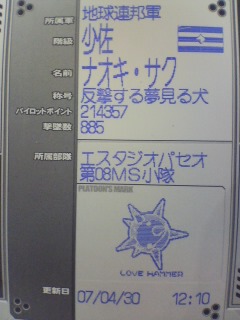 所属軍 地球連邦軍
階級 少佐
名前 ナオキ・サク
称号 反撃する夢見る犬
パイロットポイント 214357
撃墜数 885
所属部隊 エスタジオパセオ
第08MS小隊
PLATOON'S MARK
LOVE HAMMER
更新日 07/04/30 12:10